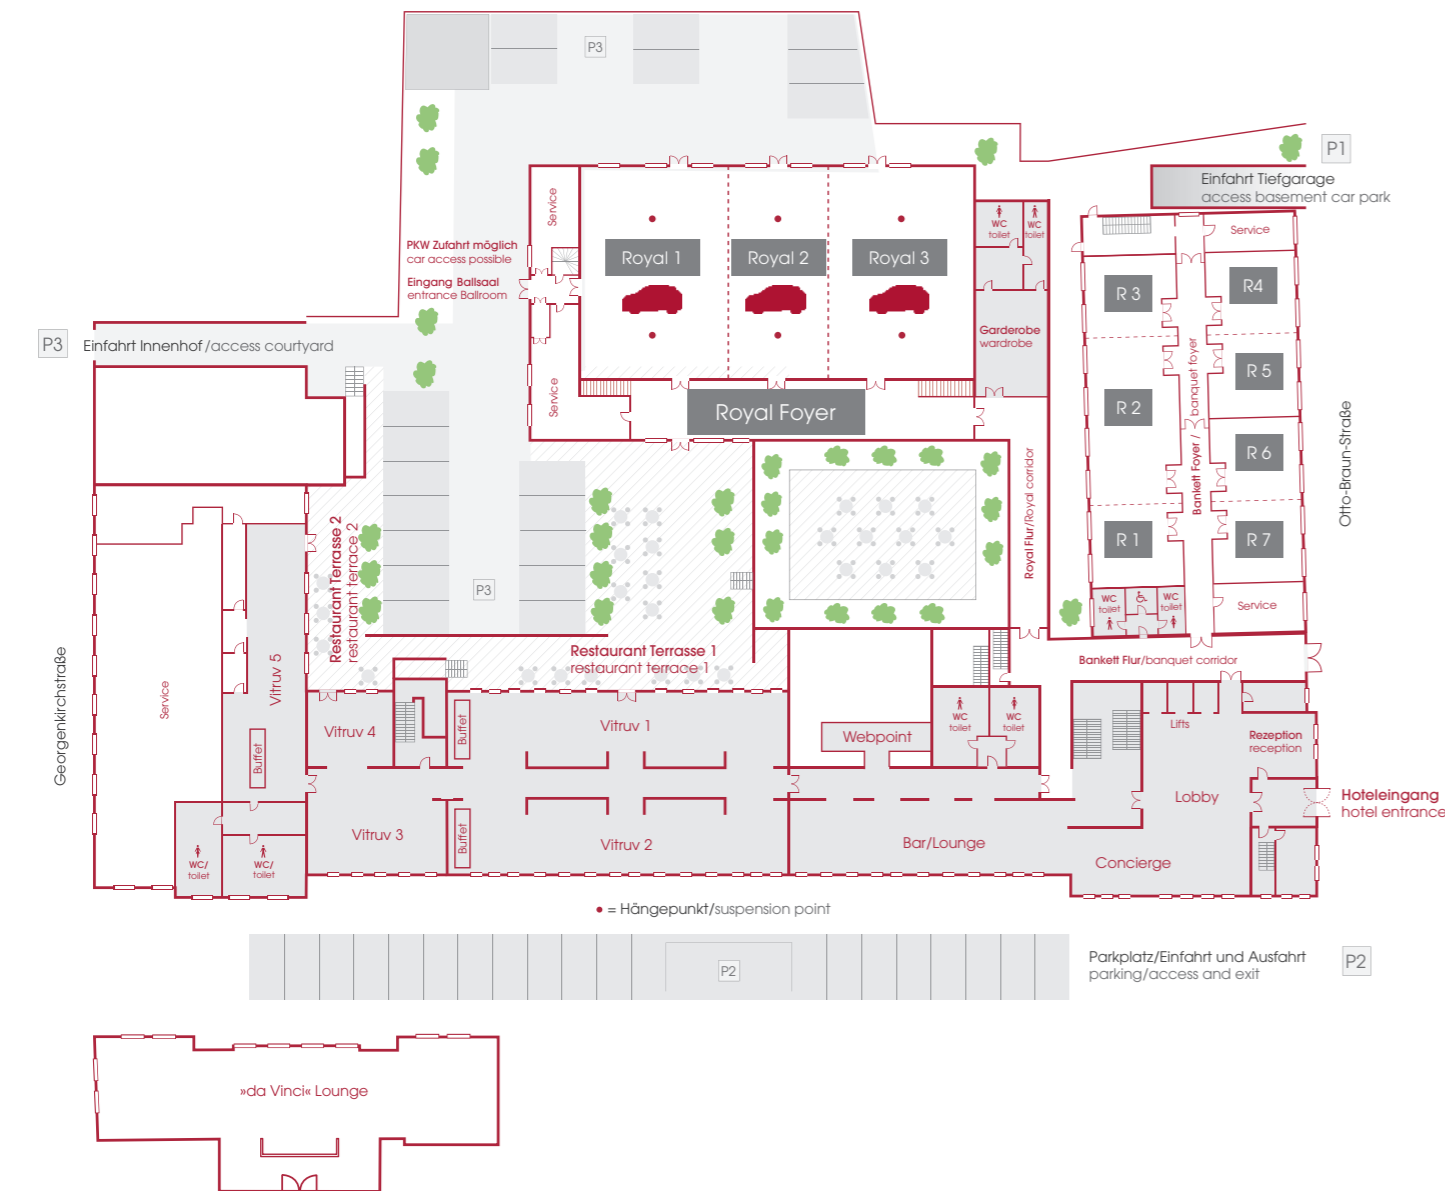 P3
P1
Einfahrt Tiefgarage
access basement car park
Service
WC
toilet
WC
toilet
Service
PKW Zufahrt möglich
car access possible
Eingang Ballsaal
entrance Ballroom
Royal 1
Royal 2
Royal 3
R 3
R4
P3
Einfahrt Innenhof/access courtyard
Garderobe
wardrobe
Service
Royal Foyer
R 2
R 5
Bankett Foyer /
banquet foyer
R 6
Otto-Braun-Straße
Royal Flur/Royal corridor
R 1
R 7
Restaurant Terrasse 2
restaurant terrace 2
P3
WC
toilet
WC
toilet
Service
Restaurant Terrasse 1
restaurant terrace 1
Bankett Flur/banquet corridor
Georgenkirchstraße
Service
Vitruv 5
Buffet
Vitruv 4
Buffet
Vitruv 1
Webpoint
WC
toilet
WC
toilet
Lifts
Rezeption
reception
Lobby
Hoteleingang
hotel entrance
Vitruv 3
Buffet
Vitruv 2
Bar/Lounge
Concierge
WC/
toilet
WC/
toilet
• = Hängepunkt/suspension point
P2
Parkplatz/Einfahrt und Ausfahrt
parking/access and exit
P2
»da Vinci« Lounge